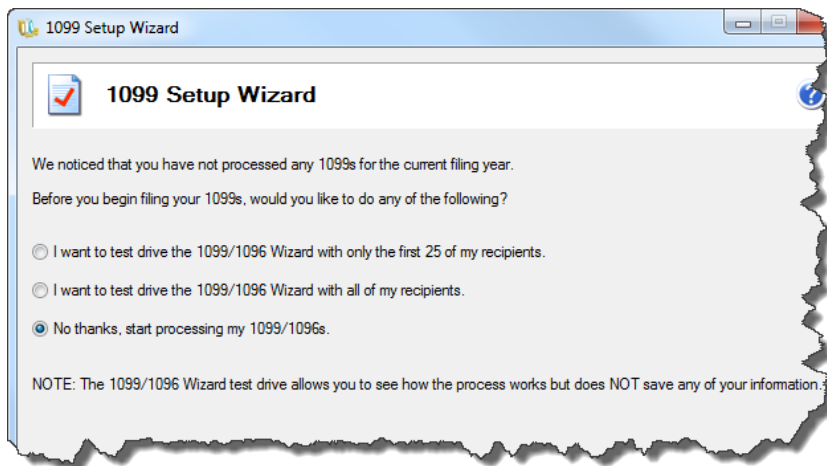 1099 Setup Wizard
1099 Setup Wizard
We noticed that you have not processed any 1099s for the current filing year.
Before you begin filing your 1099s, would you like to do any of the following?
I want to test drive the 1099/1096 Wizard with only the first 25 of my recipients.
I want to test drive the 1099/1096 Wizard with all of my recipients.
No thanks, start processing my 1099/1096s.
NOTE: The 1099/1096 Wizard test drive allows you to see how the process works but does NOT save any of your information.